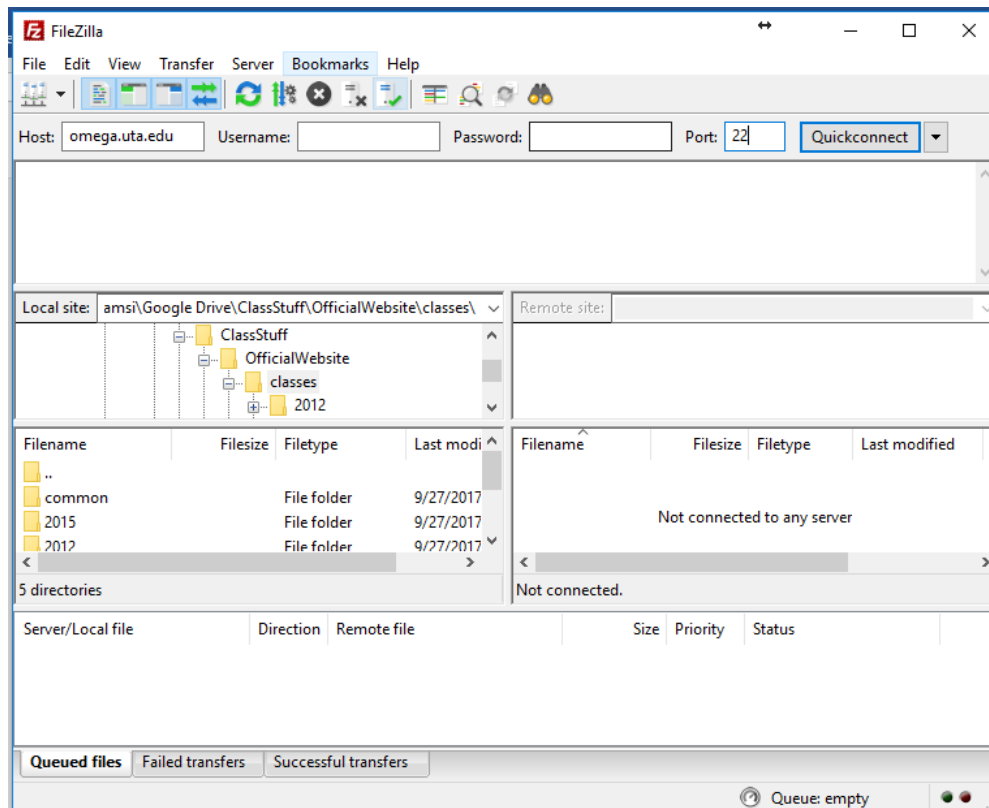 FileZilla
File Edit View Transfer Server Bookmarks Help
Host: omega.uta.edu Username: Password: Port: 22 Quickconnect
Local site: amsi\Google Drive\ClassStuff\OfficialWebsite\classes\
Remote site:
ClassStuff
OfficialWebsite
classes
2012
Filename Filesize Filetype Last modi
..
common File folder 9/27/2017
2015 File folder 9/27/2017
2012 File folder 9/27/2017
5 directories
Filename Filesize Filetype Last modified
Not connected to any server
Not connected.
Server/Local file Direction Remote file Size Priority Status
Queued files Failed transfers Successful transfers
Queue: empty